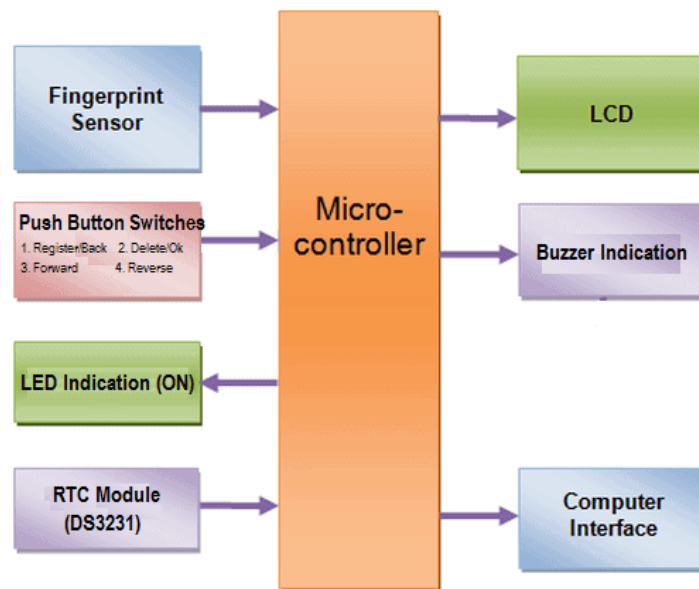 Fingerprint
Sensor
Push Button Switches
1. Register/Back 2. Delete/Ok
3. Forward 4. Reverse
LED Indication (ON)
RTC Module
(DS3231)
Micro-
controller
LCD
Buzzer Indication
Computer
Interface